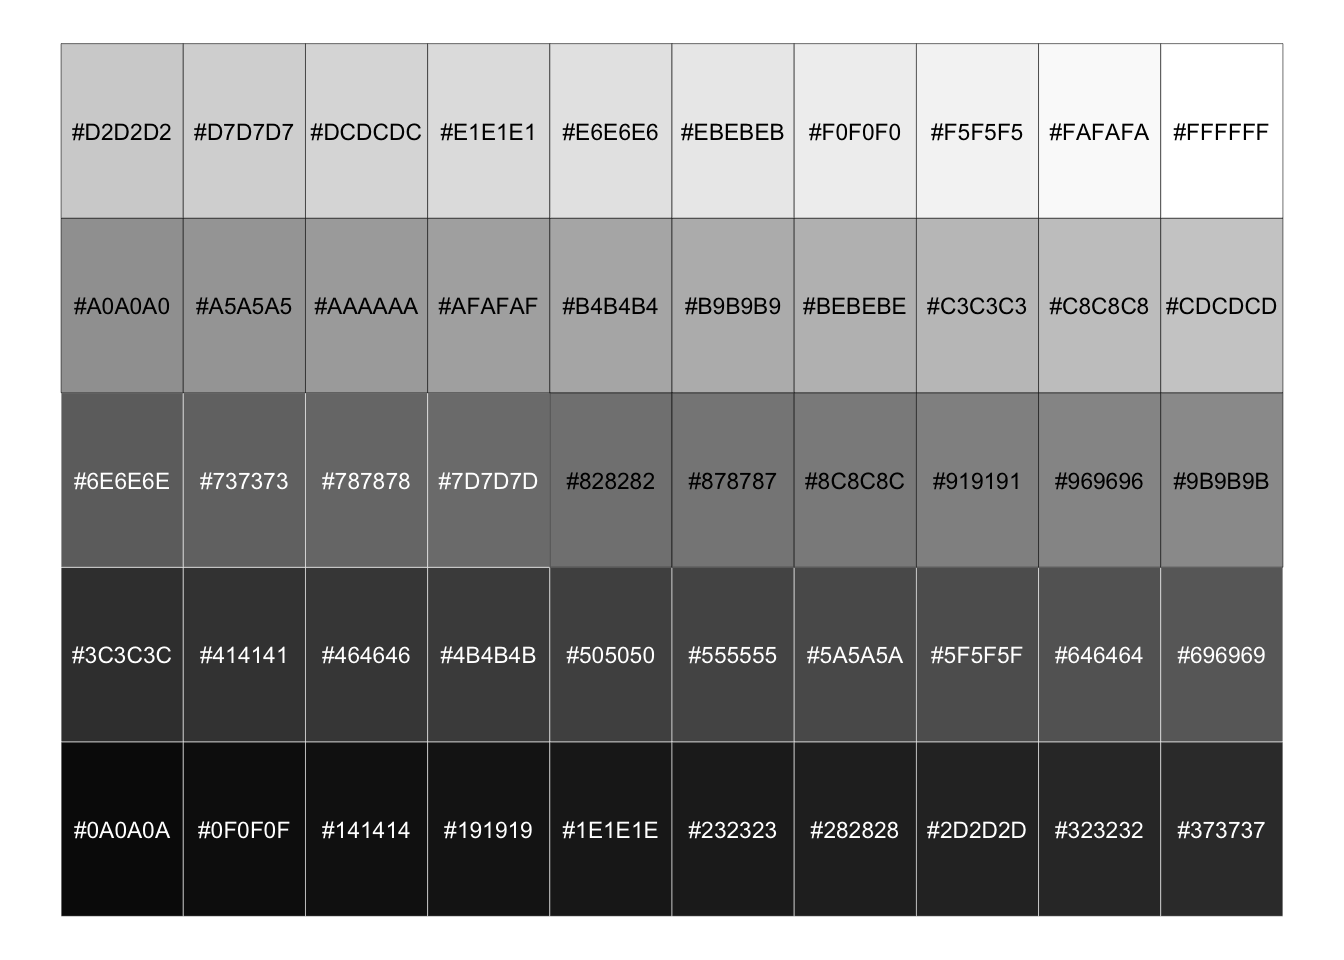 #D2D2D2 #D7D7D7 #DCDCDC #E1E1E1 #E6E6E6 #EBEBEB #F0F0F0 #F5F5F5 #FAFAFA #FFFFFF
#A0A0A0 #A5A5A5 #AAAAAA #AFAFAF #B4B4B4 #B9B9B9 #BEBEBE #C3C3C3 #C8C8C8 #CDCDCD
#6E6E6E #737373 #787878 #7D7D7D #828282 #878787 #8C8C8C #919191 #969696 #9B9B9B
#3C3C3C #414141 #464646 #4B4B4B #505050 #555555 #5A5A5A #5F5F5F #646464 #696969
#0A0A0A #0F0F0F #141414 #191919 #1E1E1E #232323 #282828 #2D2D2D #323232 #373737